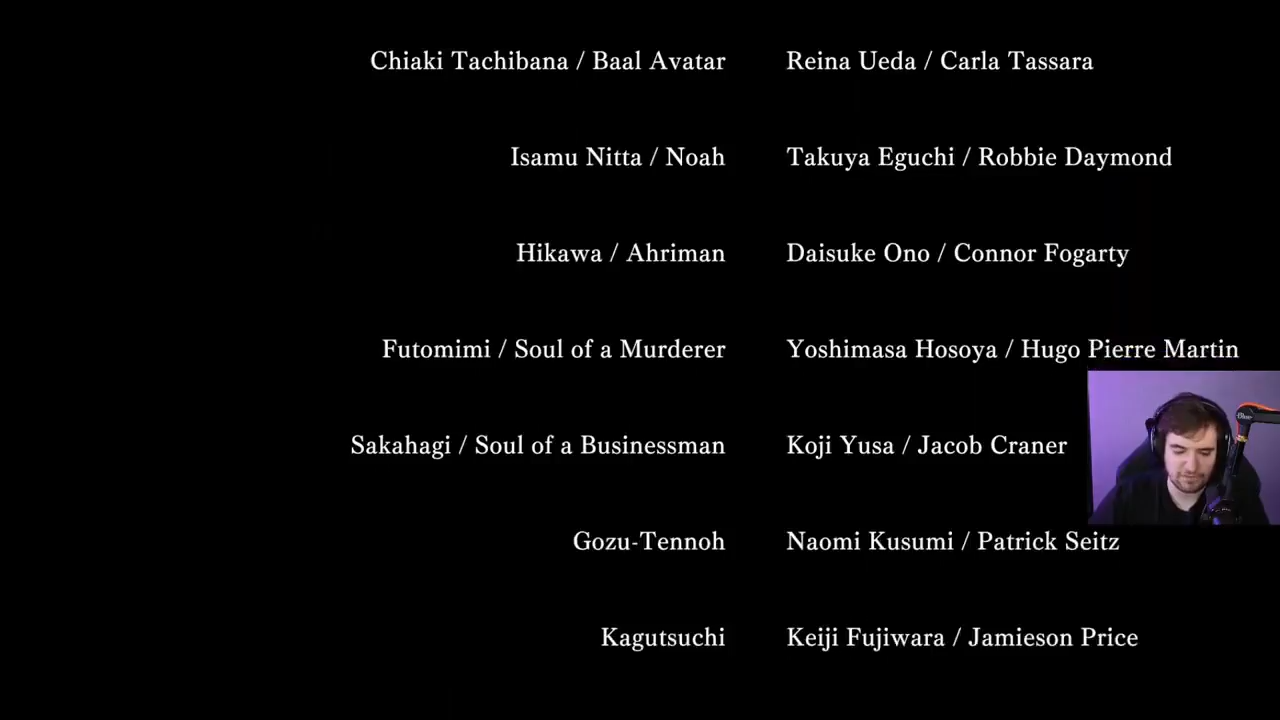 Chiaki Tachibana / Baal Avatar Reina Ueda / Carla Tassara
Isamu Nitta / Noah Takuya Eguchi / Robbie Daymond
Hikawa / Ahriman Daisuke Ono / Connor Fogarty
Futomimi / Soul of a Murderer Yoshimasa Hosoya / Hugo Pierre Martin
Sakahagi / Soul of a Businessman Koji Yusa / Jacob Craner
Gozu-Tennoh Naomi Kusumi / Patrick Seitz
Kagutsuchi Keiji Fujiwara / Jamieson Price